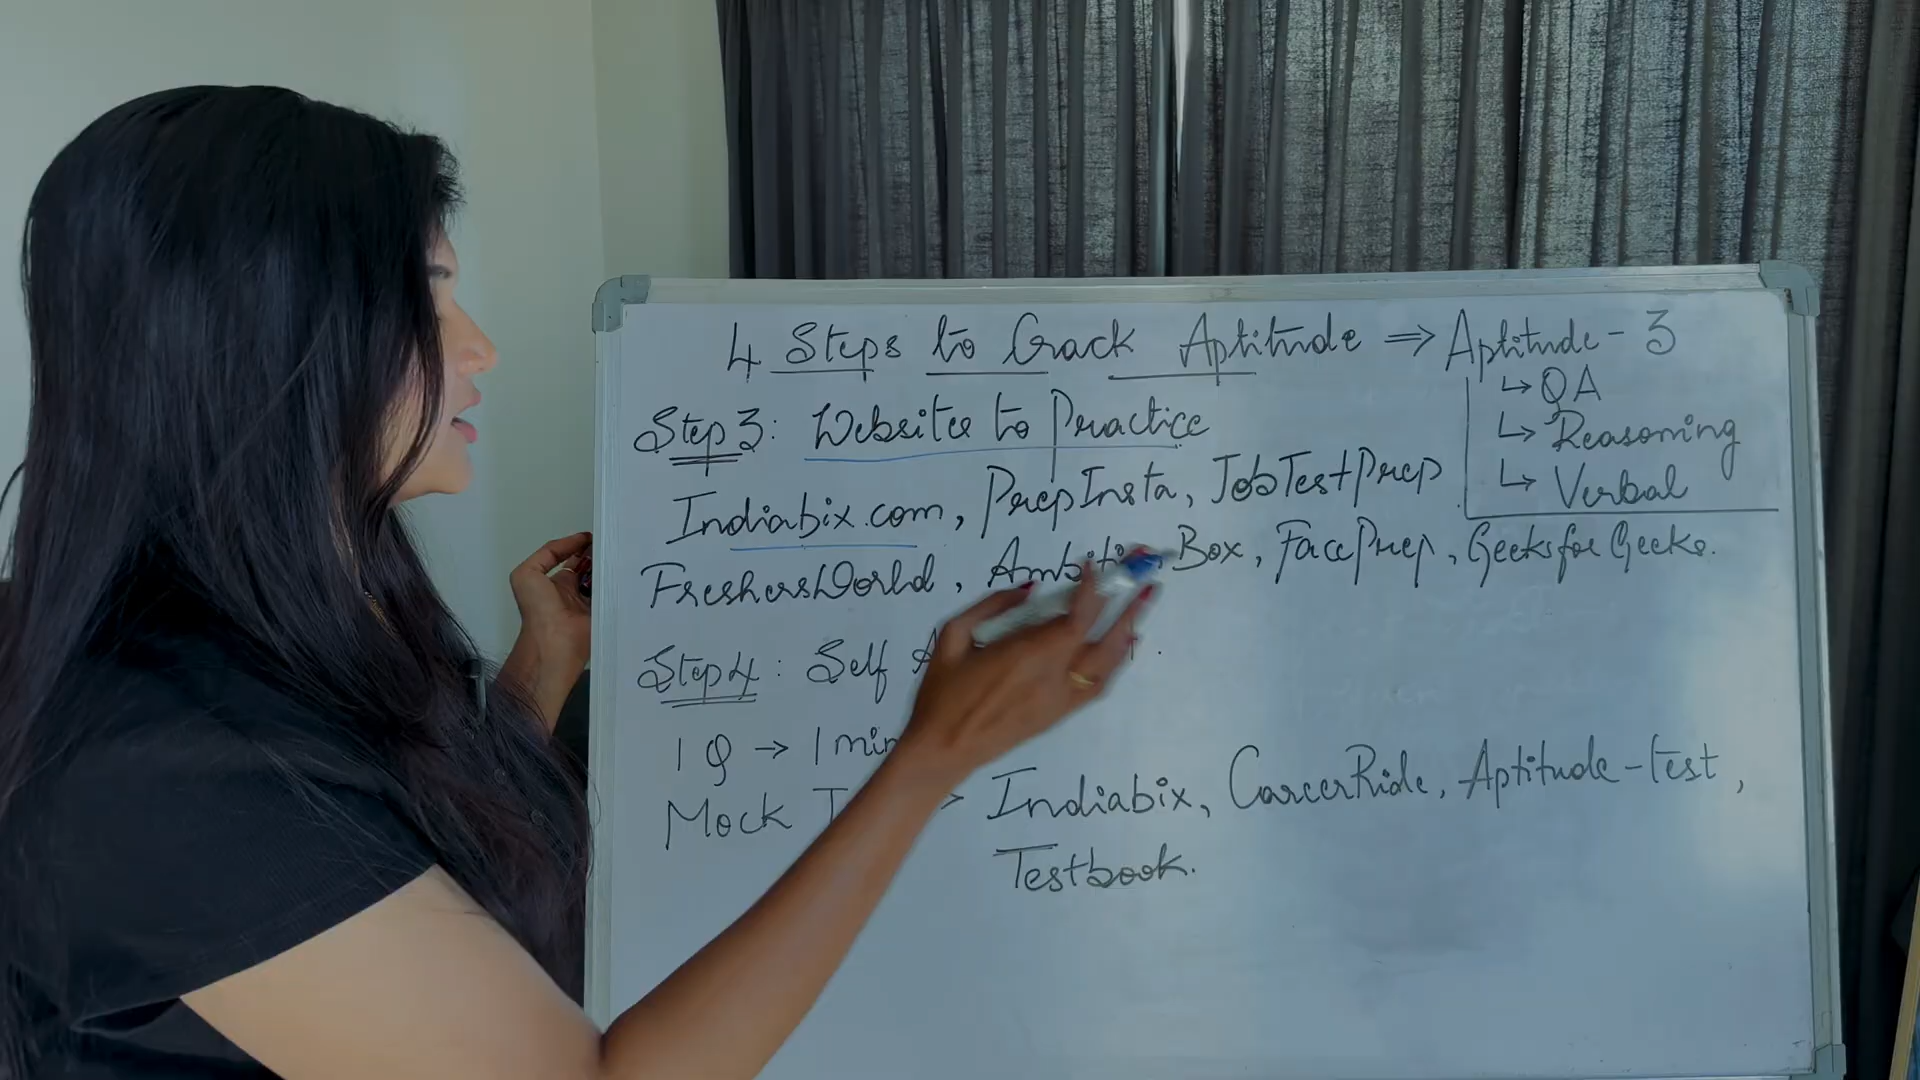 4 Steps to Crack Aptitude ⇒ Aptitude - 3
↳ QA
↳ Reasoning
↳ Verbal
Step 3: Websites to Practice
Indiabix.com, PrepInsta, JobTestPrep
FreshersWorld, Box, FacePrep, GeeksforGeeks.
Step 4: Self
1 Q → 1 min
Mock Indiabix, CareerRide, Aptitude-test,
Testbook.